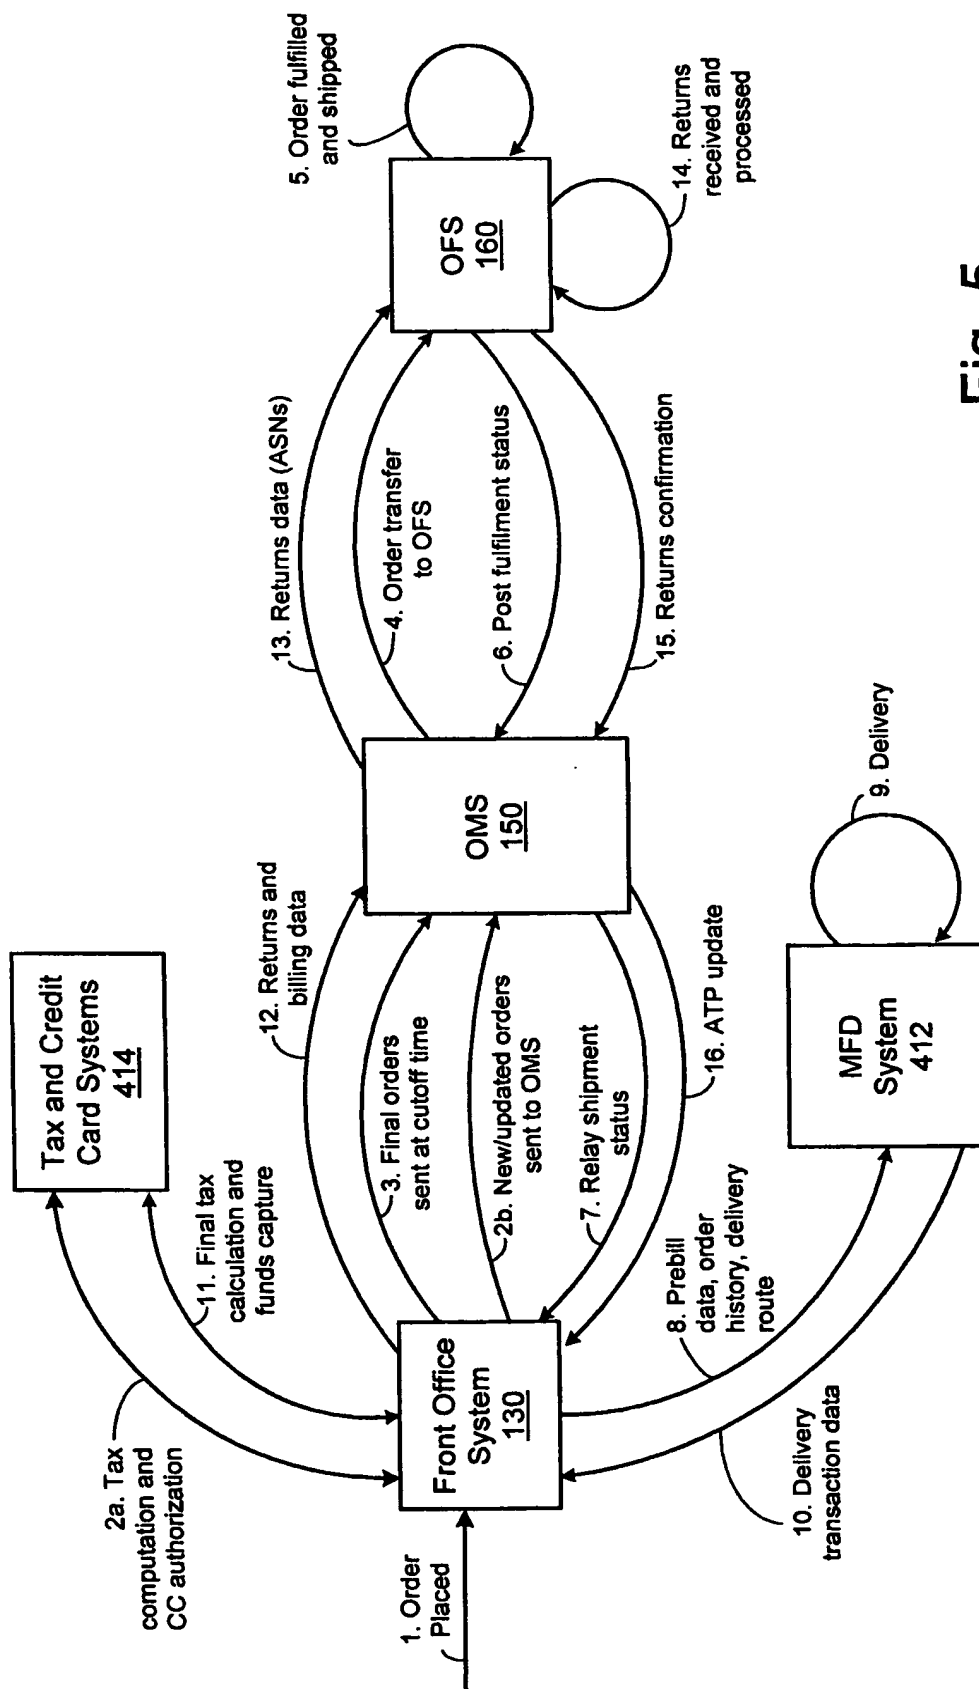 1. Order
Placed
2a. Tax
computation and
CC authorization
Tax and Credit
Card Systems
414
11. Final tax
calculation and
funds capture
Front Office
System
130
12. Returns and
billing data
3. Final orders
sent at cutoff time
2b. New/updated orders
sent to OMS
7. Relay shipment
status
16. ATP update
8. Prebill
data, order
history, delivery
route
10. Delivery
transaction data
MFD
System
412
9. Delivery
OMS
150
13. Returns data (ASNs)
4. Order transfer
to OFS
6. Post fulfilment status
15. Returns confirmation
OFS
160
5. Order fulfilled
and shipped
14. Returns
received and
processed
Fig. 5